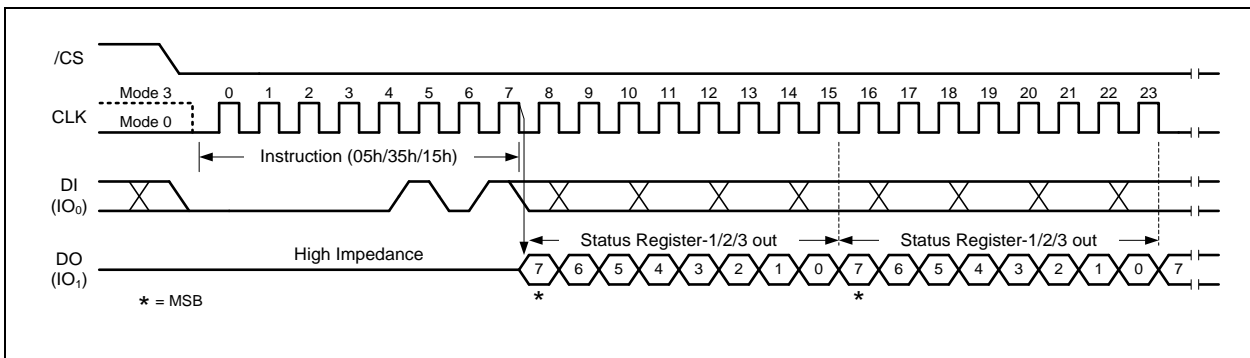 /CS
Mode 3
0 1 2 3 4 5 6 7 8 9 10 11 12 13 14 15 16 17 18 19 20 21 22 23
CLK
Mode 0
Instruction (05h/35h/15h)
DI
(IO₀)
Status Register-1/2/3 out Status Register-1/2/3 out
High Impedance
DO
(IO₁)
7 6 5 4 3 2 1 0 7 6 5 4 3 2 1 0 7
* *
* = MSB